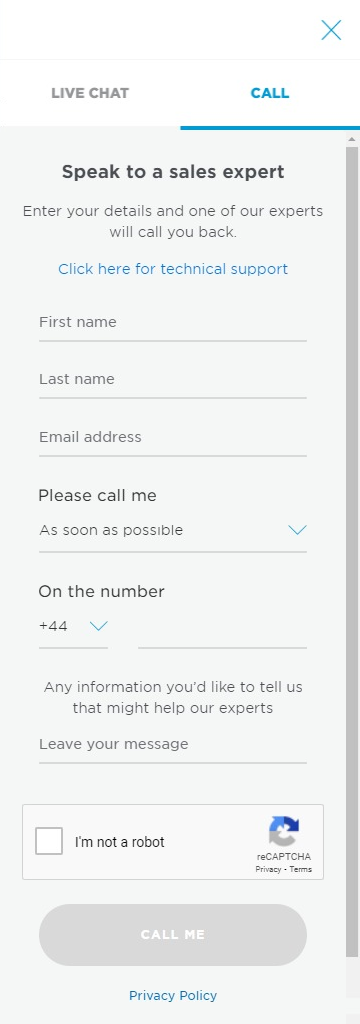 LIVE CHAT
CALL
Speak to a sales expert
Enter your details and one of our experts
will call you back.
Click here for technical support
First name
Last name
Email address
Please call me
As soon as possible
On the number
+44
Any information you'd like to tell us
that might help our experts
Leave your message
I'm not a robot
reCAPTCHA
Privacy - Terms
CALL ME
Privacy Policy